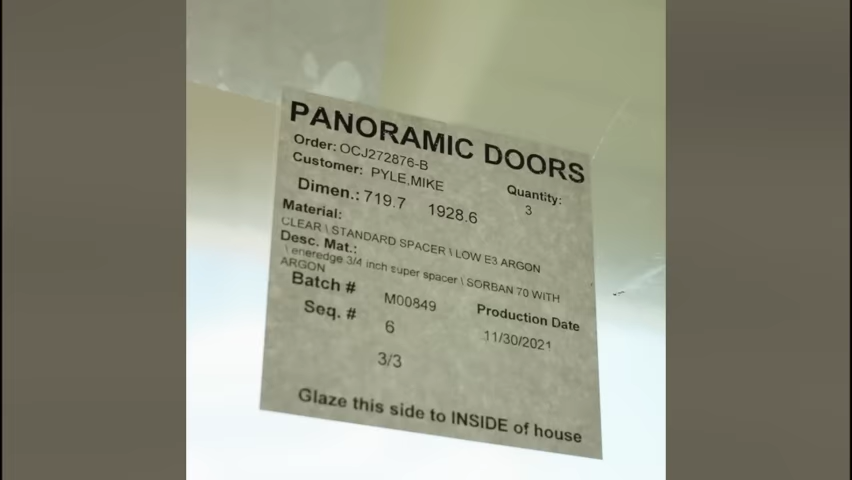 PANORAMIC DOORS
Order: OCJ272876-B
Customer: PYLE,MIKE
Quantity:
3
Dimen.: 719.7 1928.6
Material:
CLEAR \ STANDARD SPACER \ LOW E3 ARGON
Desc. Mat.:
\ eneredge 3/4 inch super spacer \ SORBAN 70 WITH
ARGON
Batch # M00849 Production Date
Seq. # 6 11/30/2021
3/3
Glaze this side to INSIDE of house